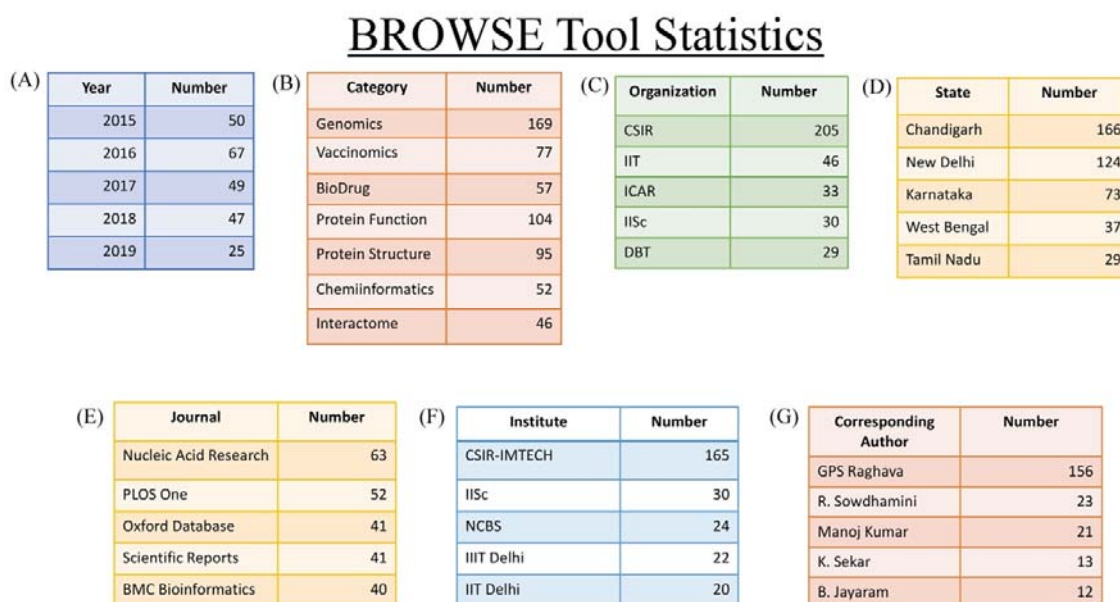 BROWSE Tool Statistics
(A)
Year Number
2015 50
2016 67
2017 49
2018 47
2019 25
(B)
Category Number
Genomics 169
Vaccinomics 77
BioDrug 57
Protein Function 104
Protein Structure 95
Chemiinformatics 52
Interactome 46
(C)
Organization Number
CSIR 205
IIT 46
ICAR 33
IISc 30
DBT 29
(D)
State Number
Chandigarh 166
New Delhi 124
Karnataka 73
West Bengal 37
Tamil Nadu 29
(E)
Journal Number
Nucleic Acid Research 63
PLOS One 52
Oxford Database 41
Scientific Reports 41
BMC Bioinformatics 40
(F)
Institute Number
CSIR-IMTECH 165
IISc 30
NCBS 24
IIIT Delhi 22
IIT Delhi 20
(G)
Corresponding Number
Author
GPS Raghava 156
R. Sowdhamini 23
Manoj Kumar 21
K. Sekar 13
B. Jayaram 12